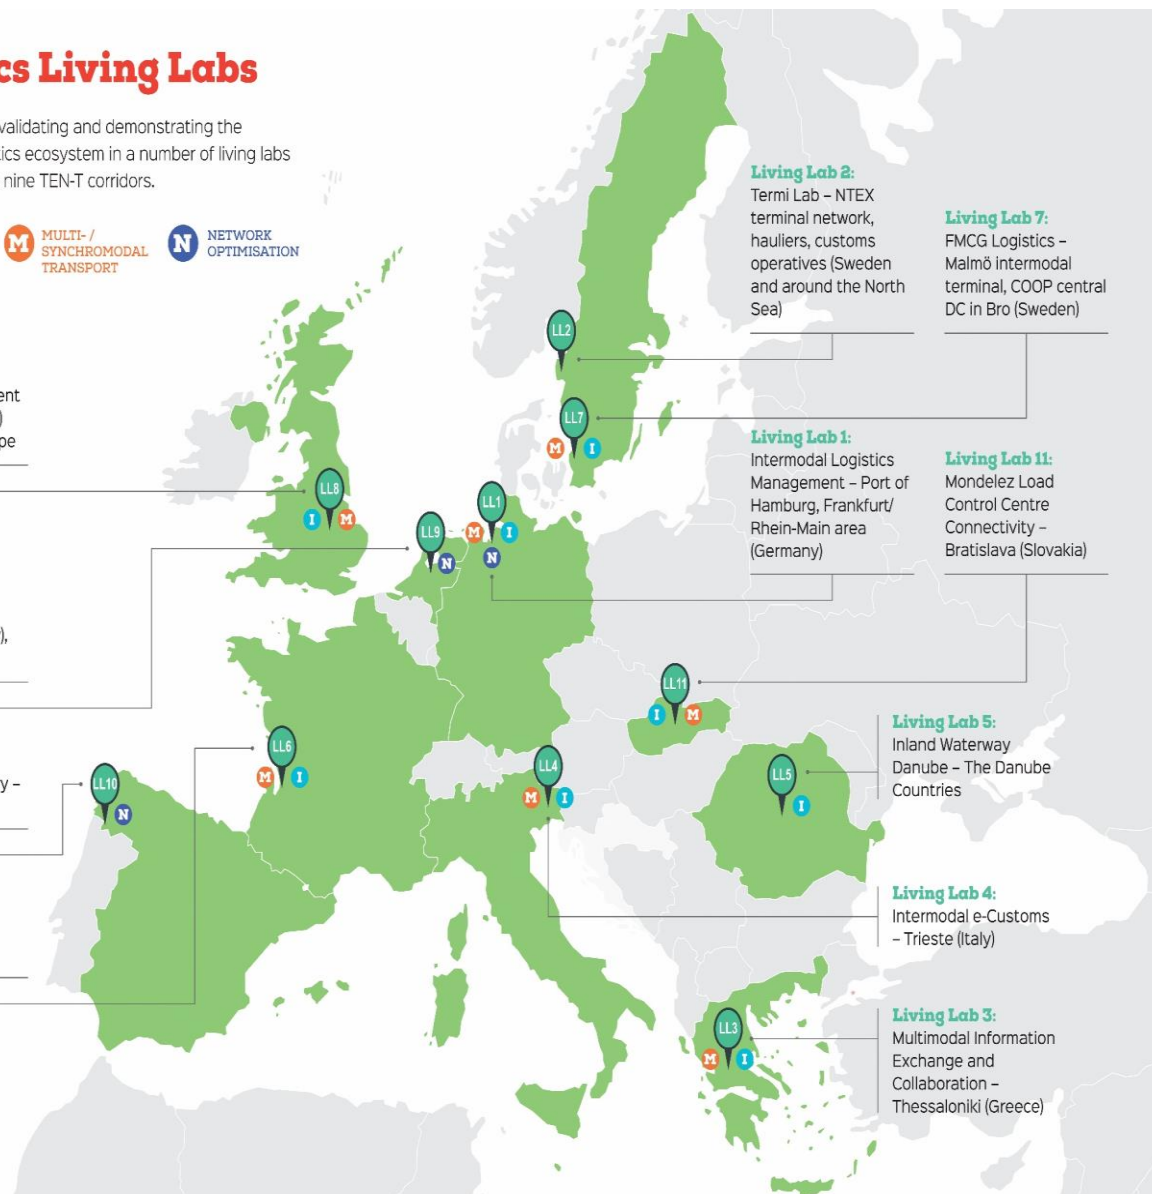 cs Living Labs
validating and demonstrating the
tics ecosystem in a number of living labs
nine TEN-T corridors.
M MULTI- /
SYNCHROMODAL
TRANSPORT
N NETWORK
OPTIMISATION
ent
)
pe
),
y –
Living Lab 2:
Termi Lab – NTEX
terminal network,
hauliers, customs
operatives (Sweden
and around the North
Sea)
Living Lab 7:
FMCG Logistics –
Malmö intermodal
terminal, COOP central
DC in Bro (Sweden)
Living Lab 1:
Intermodal Logistics
Management – Port of
Hamburg, Frankfurt/
Rhein-Main area
(Germany)
Living Lab 11:
Mondelez Load
Control Centre
Connectivity –
Bratislava (Slovakia)
Living Lab 5:
Inland Waterway
Danube – The Danube
Countries
Living Lab 4:
Intermodal e-Customs
– Trieste (Italy)
Living Lab 3:
Multimodal Information
Exchange and
Collaboration –
Thessaloniki (Greece)
LL2
LL7
M I
LL8
I M
LL1
M I
N
LL9
N
LL11
I M
LL6
M I
LL10
N
LL4
M I
LL5
I
LL3
M I